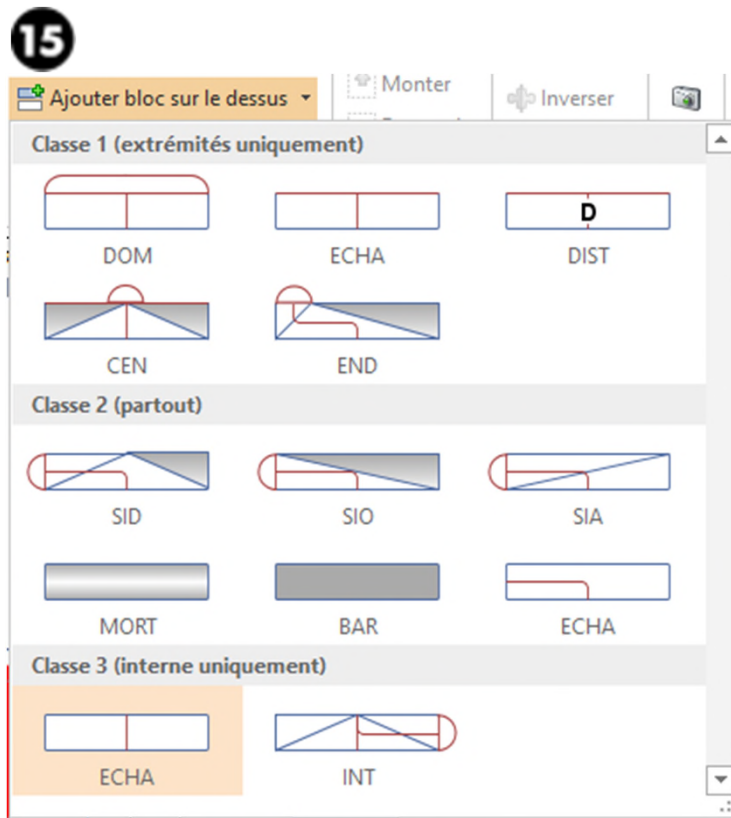 15
Ajouter bloc sur le dessus
Monter
Inverser
Classe 1 (extrémités uniquement)
DOM ECHA DIST
D
CEN END
Classe 2 (partout)
SID SIO SIA
MORT BAR ECHA
Classe 3 (interne uniquement)
ECHA INT